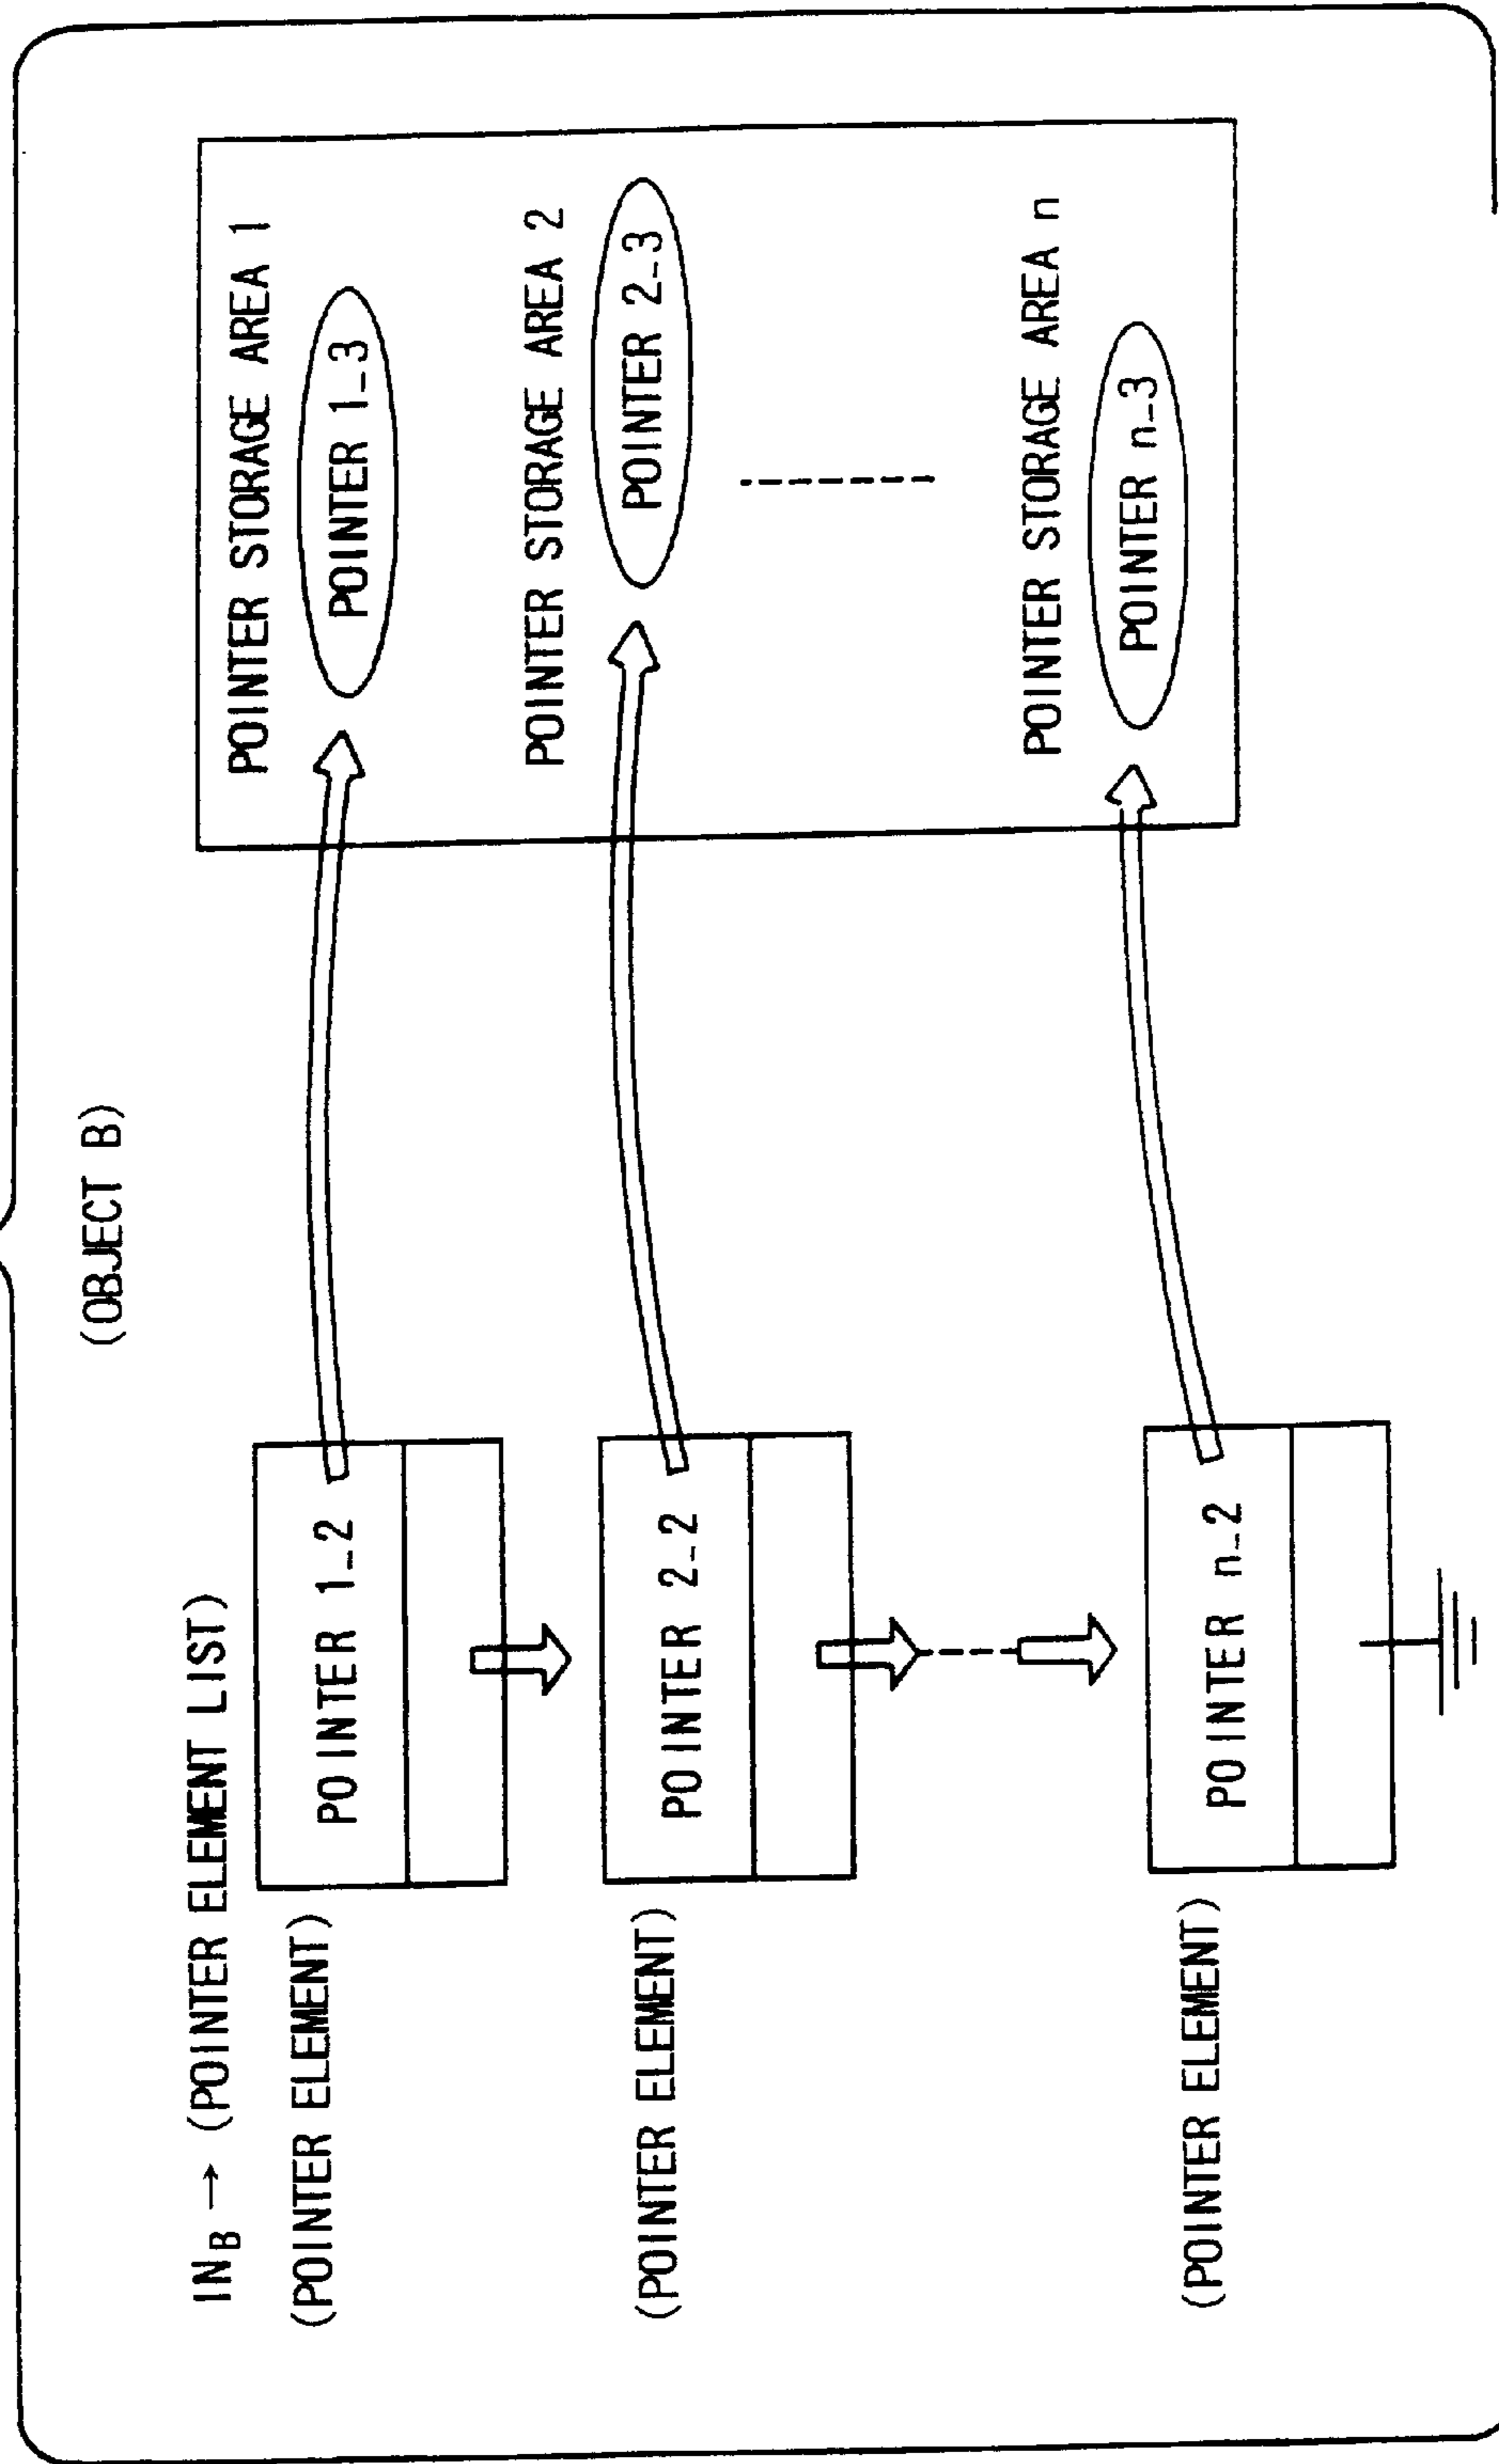 (OBJECT B)
IN_B → (POINTER ELEMENT LIST)
(POINTER ELEMENT)
POINTER 1_2
POINTER STORAGE AREA 1
POINTER 1_3
(POINTER ELEMENT)
POINTER 2_2
POINTER STORAGE AREA 2
POINTER 2_3
(POINTER ELEMENT)
POINTER n_2
POINTER STORAGE AREA n
POINTER n_3